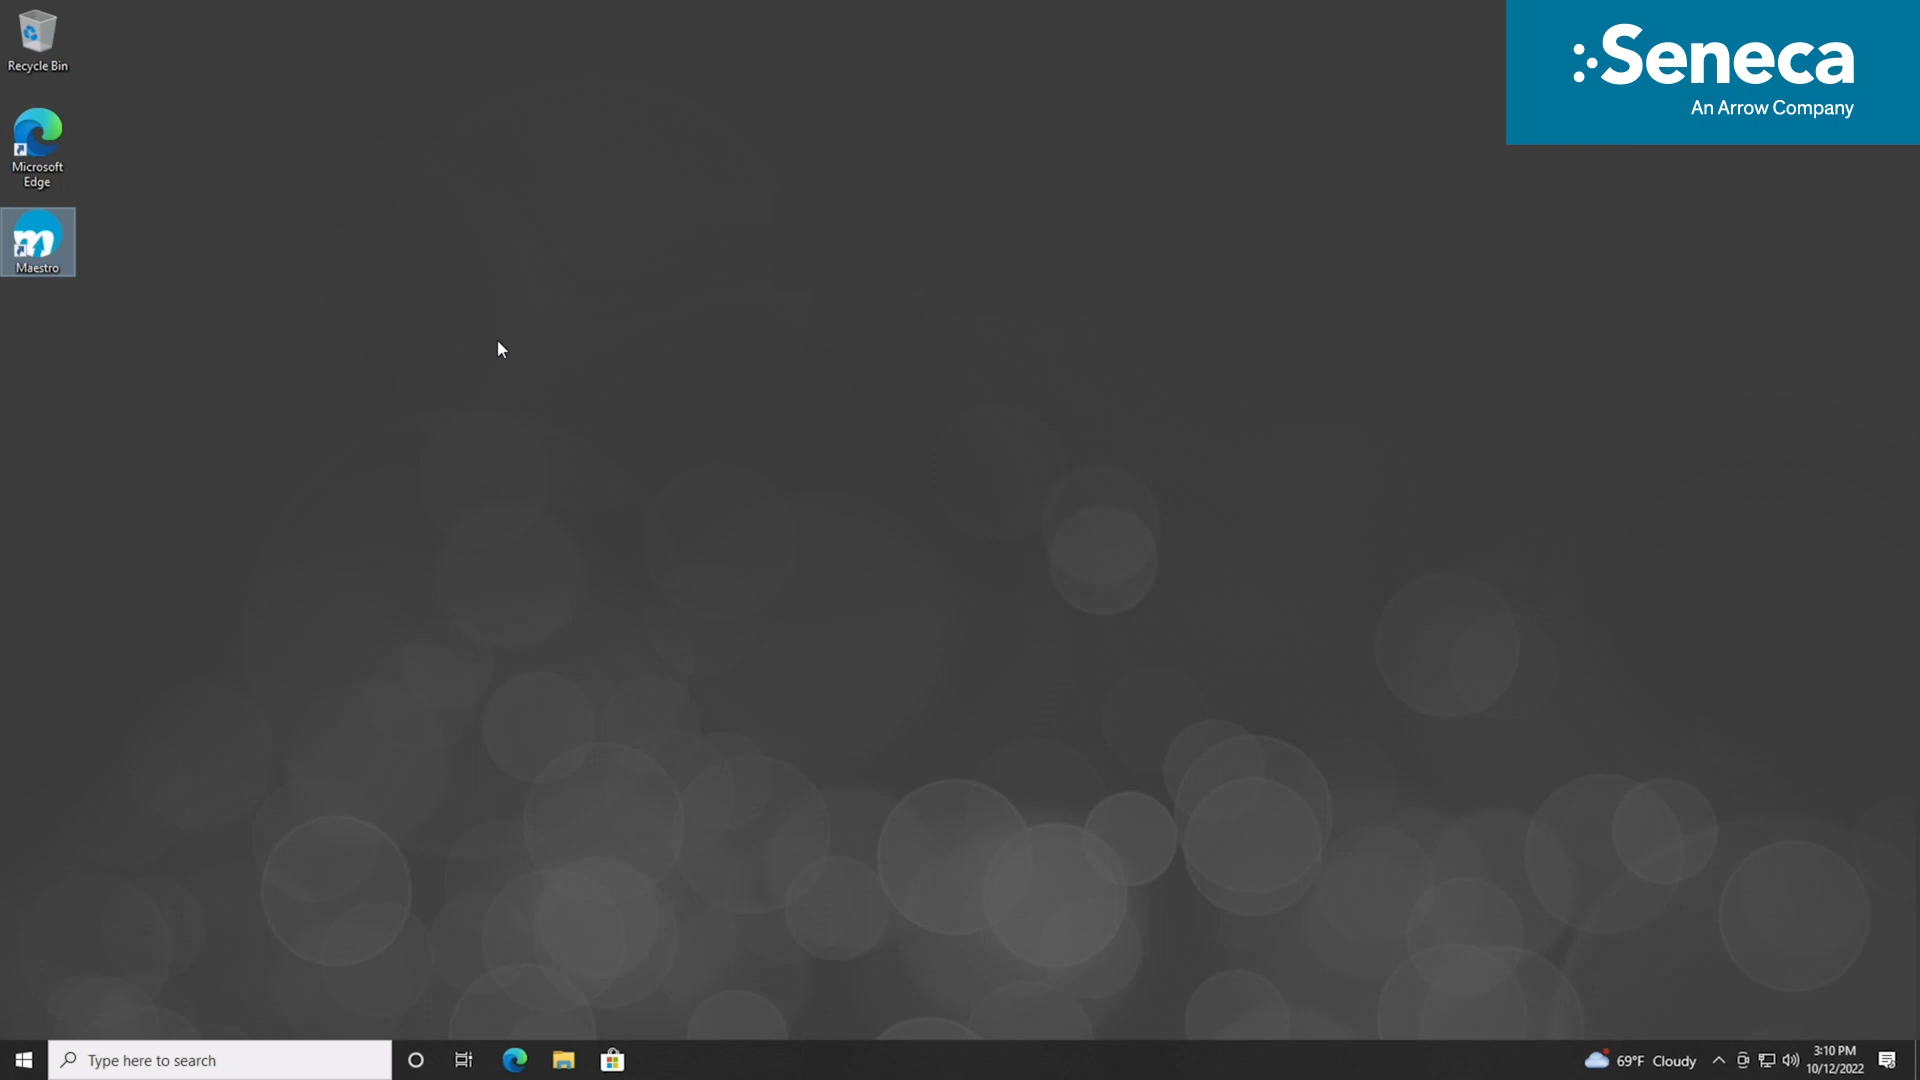 Recycle Bin
Microsoft
Edge
Maestro
Seneca
An Arrow Company
Type here to search
69°F Cloudy
3:10 PM
10/12/2022